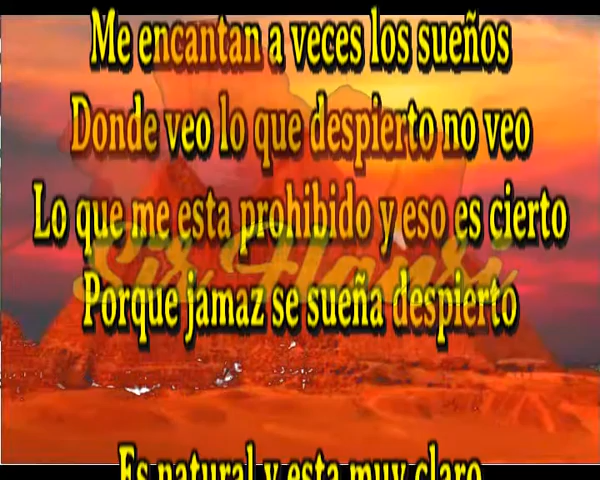 Me encantan a veces los sueños
Donde veo lo que despierto no veo
Lo que me esta prohibido y eso es cierto
Porque jamaz se sueña despierto
Es natural y esta muy claro